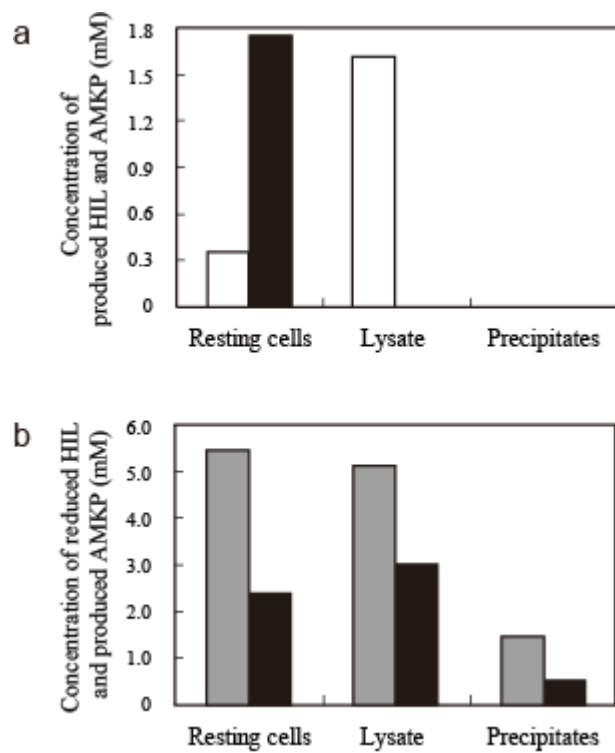 a
Concentration of
produced HIL and AMKP (mM)
1.8
1.5
1.2
0.9
0.6
0.3
0
Resting cells Lysate Precipitates
b
Concentration of reduced HIL
and produced AMKP (mM)
6.0
5.0
4.0
3.0
2.0
1.0
0
Resting cells Lysate Precipitates